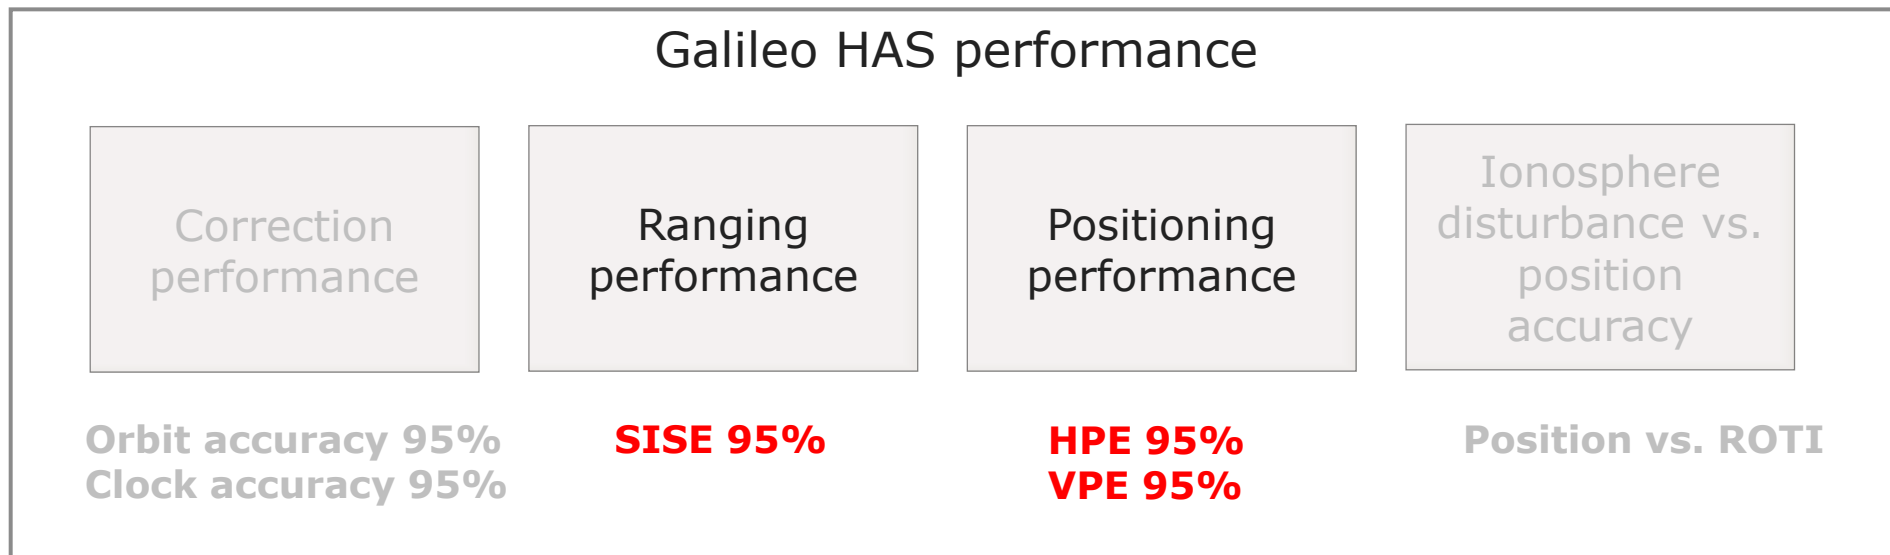 Galileo HAS performance
Correction
performance
Ranging
performance
Positioning
performance
Ionosphere
disturbance vs.
position
accuracy
Orbit accuracy 95%
Clock accuracy 95%
SISE 95%
HPE 95%
VPE 95%
Position vs. ROTI